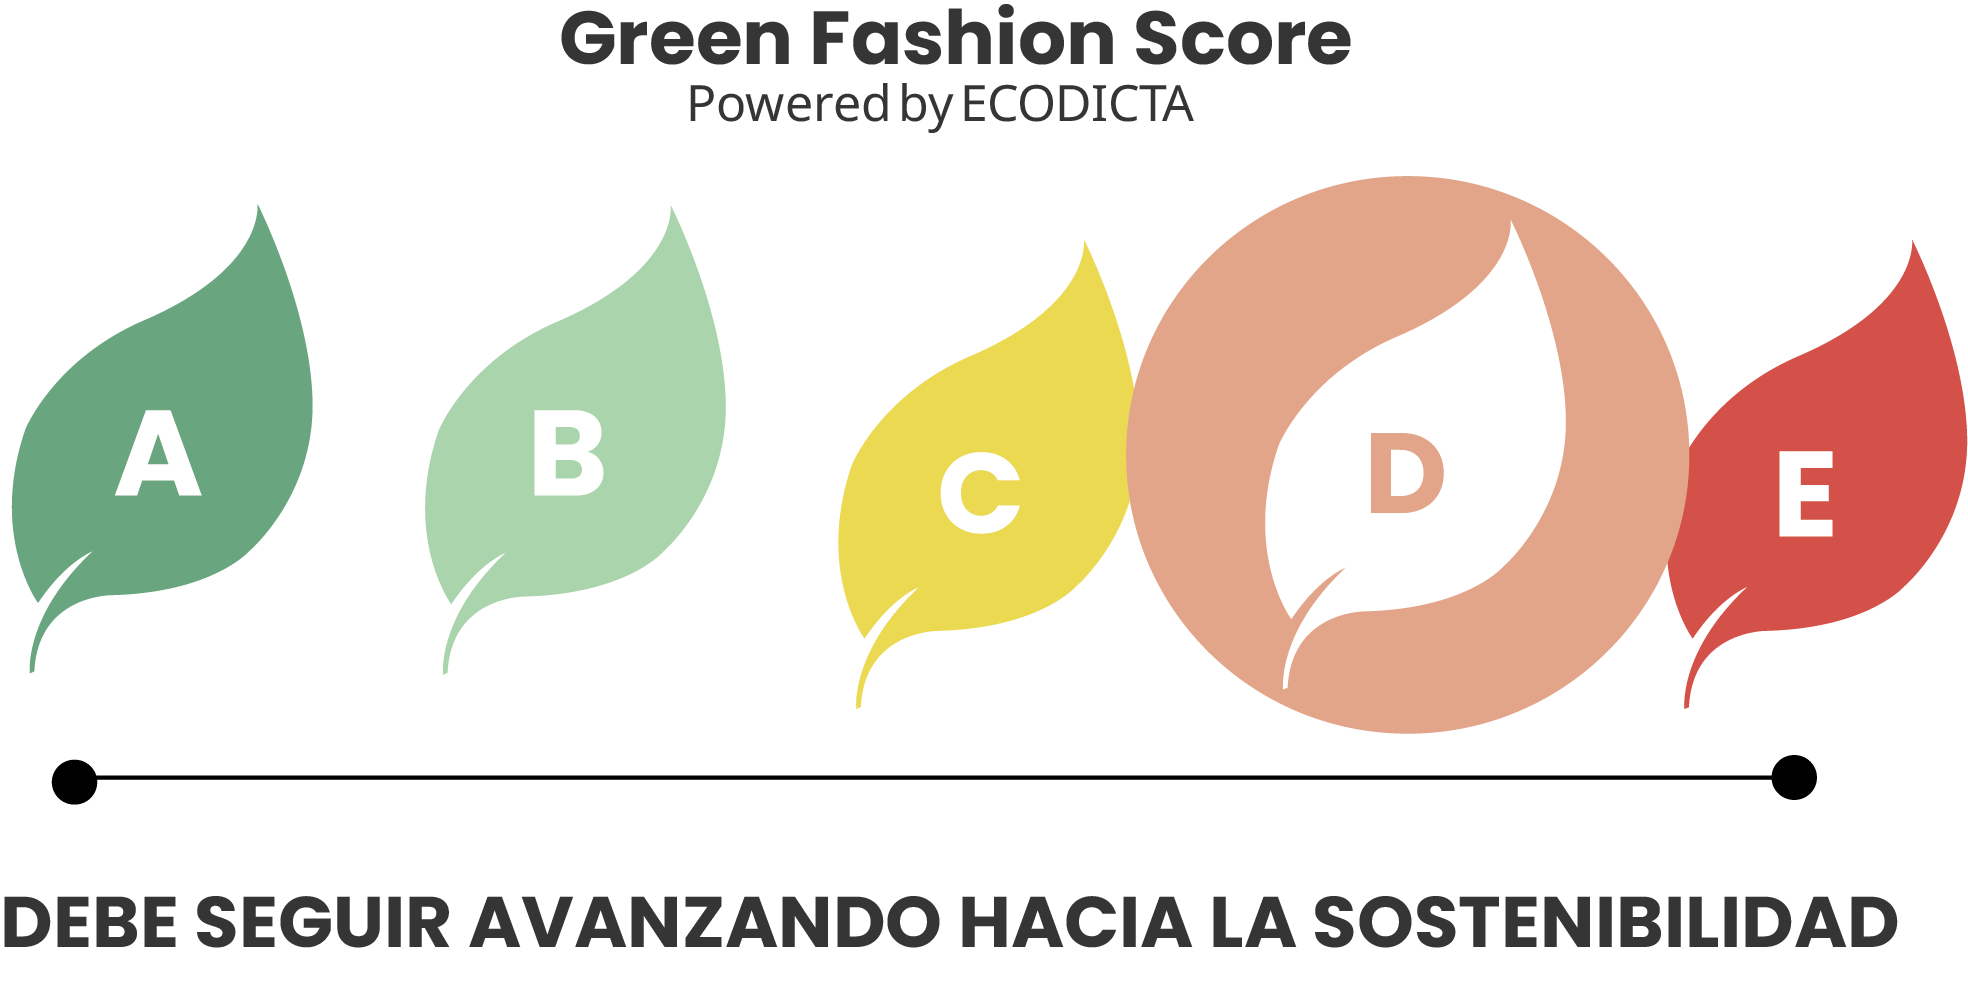 Green Fashion Score
Powered by ECODICTA
A B C D E
DEBE SEGUIR AVANZANDO HACIA LA SOSTENIBILIDAD